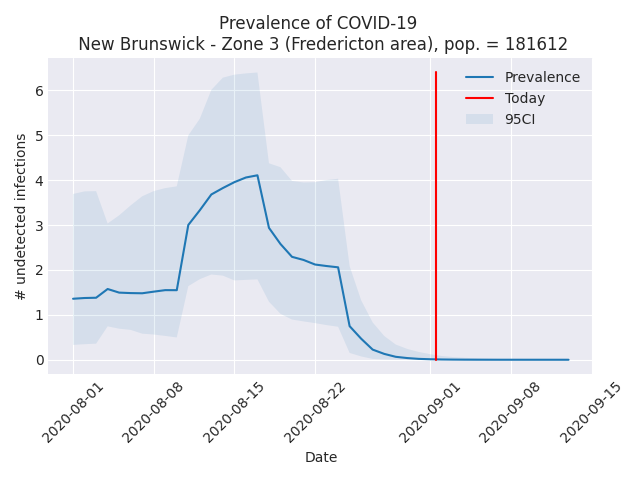 Prevalence of COVID-19
New Brunswick - Zone 3 (Fredericton area), pop. = 181612
Prevalence
Today
95CI
6
5
4
3
2
1
0
# undetected infections
2020-08-01
2020-08-08
2020-08-15
2020-08-22
2020-09-01
2020-09-08
2020-09-15
Date